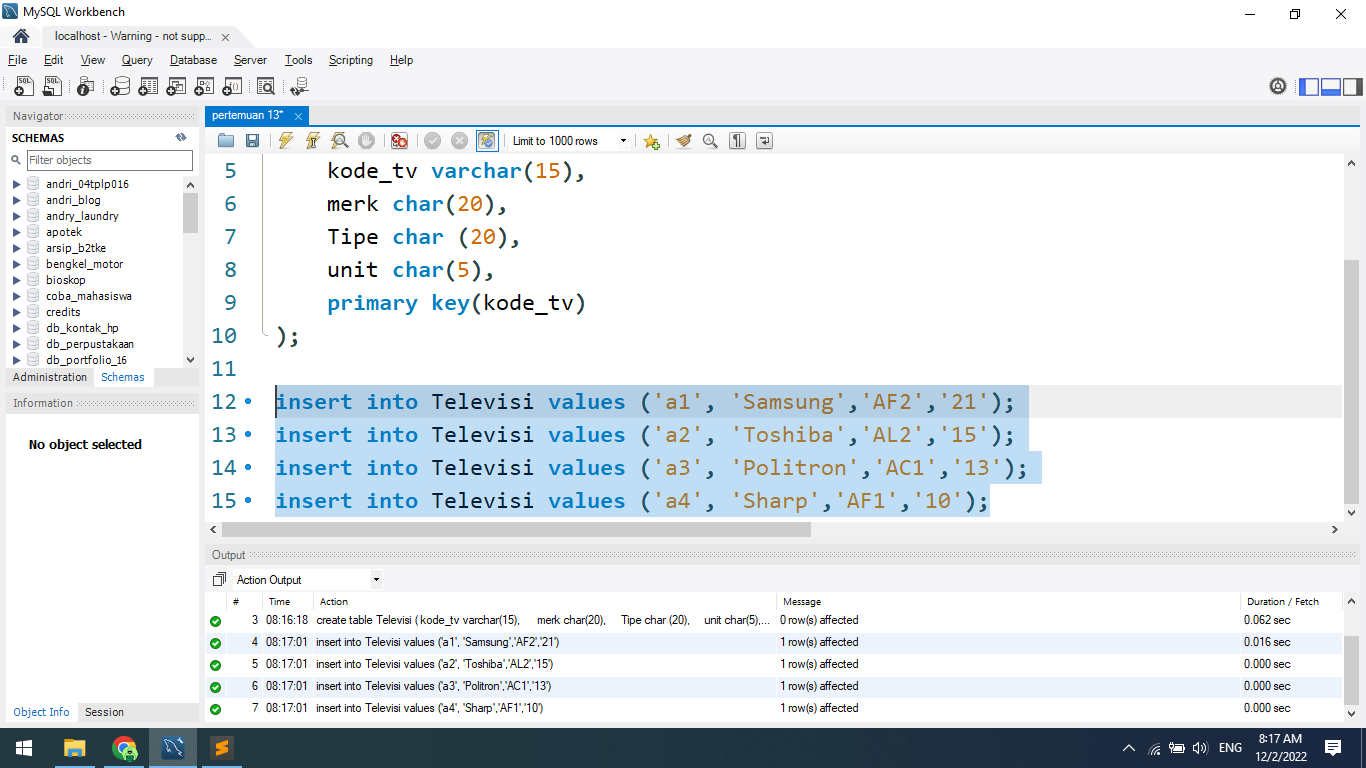 MySQL Workbench
localhost - Warning - not supp...
File Edit View Query Database Server Tools Scripting Help
Navigator
SCHEMAS
Filter objects
andri_04tplp016
andri_blog
andry_laundry
apotek
arsip_b2tke
bengkel_motor
bioskop
coba_mahasiswa
credits
db_kontak_hp
db_perpustakaan
db_portfolio_16
Administration Schemas
Information
No object selected
Object Info Session
pertemuan 13*
Limit to 1000 rows
5 kode_tv varchar(15),
6 merk char(20),
7 Tipe char (20),
8 unit char(5),
9 primary key(kode_tv)
10 );
11
12 insert into Televisi values ('a1', 'Samsung','AF2','21');
13 insert into Televisi values ('a2', 'Toshiba','AL2','15');
14 insert into Televisi values ('a3', 'Politron','AC1','13');
15 insert into Televisi values ('a4', 'Sharp','AF1','10');
Output
Action Output
# Time Action Message Duration / Fetch
3 08:16:18 create table Televisi ( kode_tv varchar(15), merk char(20), Tipe char (20), unit char(5),... 0 row(s) affected 0.062 sec
4 08:17:01 insert into Televisi values ('a1', 'Samsung','AF2','21') 1 row(s) affected 0.016 sec
5 08:17:01 insert into Televisi values ('a2', 'Toshiba','AL2','15') 1 row(s) affected 0.000 sec
6 08:17:01 insert into Televisi values ('a3', 'Politron','AC1','13') 1 row(s) affected 0.000 sec
7 08:17:01 insert into Televisi values ('a4', 'Sharp','AF1','10') 1 row(s) affected 0.000 sec
ENG
8:17 AM
12/2/2022